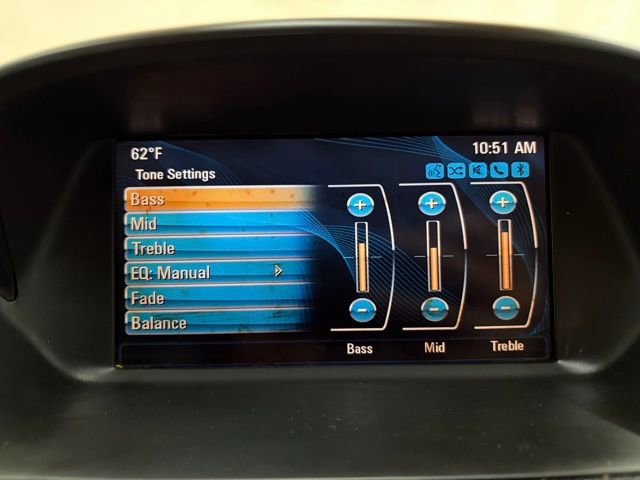 62°F 10:51 AM
Tone Settings
Bass
Mid
Treble
EQ: Manual
Fade
Balance
Bass Mid Treble